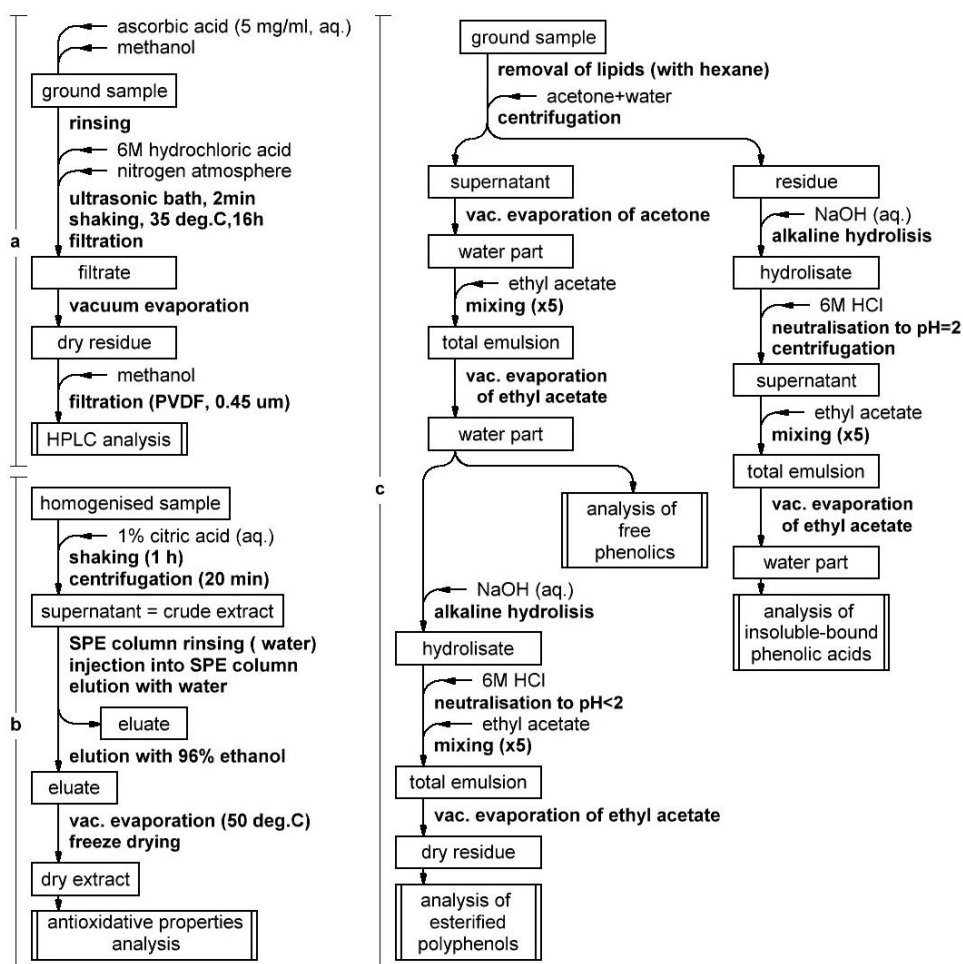 a
ascorbic acid (5 mg/ml, aq.)
methanol
ground sample
rinsing
6M hydrochloric acid
nitrogen atmosphere
ultrasonic bath, 2min
shaking, 35 deg.C,16h
filtration
filtrate
vacuum evaporation
dry residue
methanol
filtration (PVDF, 0.45 um)
HPLC analysis
b
homogenised sample
1% citric acid (aq.)
shaking (1 h)
centrifugation (20 min)
supernatant = crude extract
SPE column rinsing ( water)
injection into SPE column
elution with water
eluate
elution with 96% ethanol
eluate
vac. evaporation (50 deg.C)
freeze drying
dry extract
antioxidative properties
analysis
c
ground sample
removal of lipids (with hexane)
acetone+water
centrifugation
supernatant
vac. evaporation of acetone
water part
ethyl acetate
mixing (x5)
total emulsion
vac. evaporation
of ethyl acetate
water part
analysis of
free
phenolics
NaOH (aq.)
alkaline hydrolisis
hydrolisate
6M HCl
neutralisation to pH<2
ethyl acetate
mixing (x5)
total emulsion
vac. evaporation of ethyl acetate
dry residue
analysis of
esterified
polyphenols
residue
NaOH (aq.)
alkaline hydrolisis
hydrolisate
6M HCl
neutralisation to pH=2
centrifugation
supernatant
ethyl acetate
mixing (x5)
total emulsion
vac. evaporation
of ethyl acetate
water part
analysis of
insoluble-bound
phenolic acids